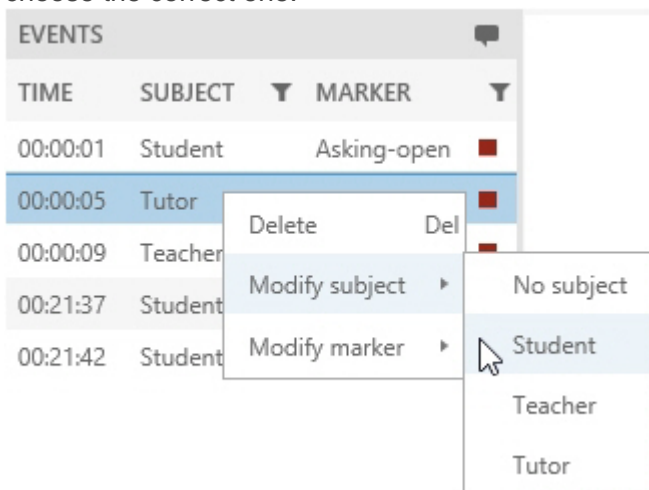 EVENTS
TIME SUBJECT MARKER
00:00:01 Student Asking-open
00:00:05 Tutor
Delete Del
00:00:09 Teacher
Modify subject
No subject
00:21:37 Student
Modify marker
Student
00:21:42 Student
Teacher
Tutor